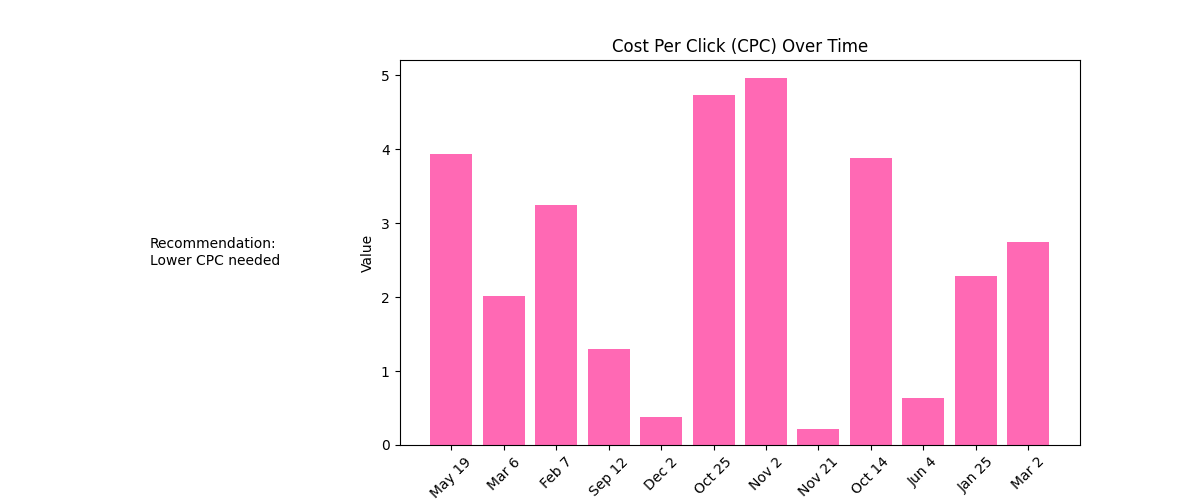 Cost Per Click (CPC) Over Time
Recommendation:
Lower CPC needed
Value
5
4
3
2
1
0
May 19
Mar 6
Feb 7
Sep 12
Dec 2
Oct 25
Nov 2
Nov 21
Oct 14
Jun 4
Jan 25
Mar 2